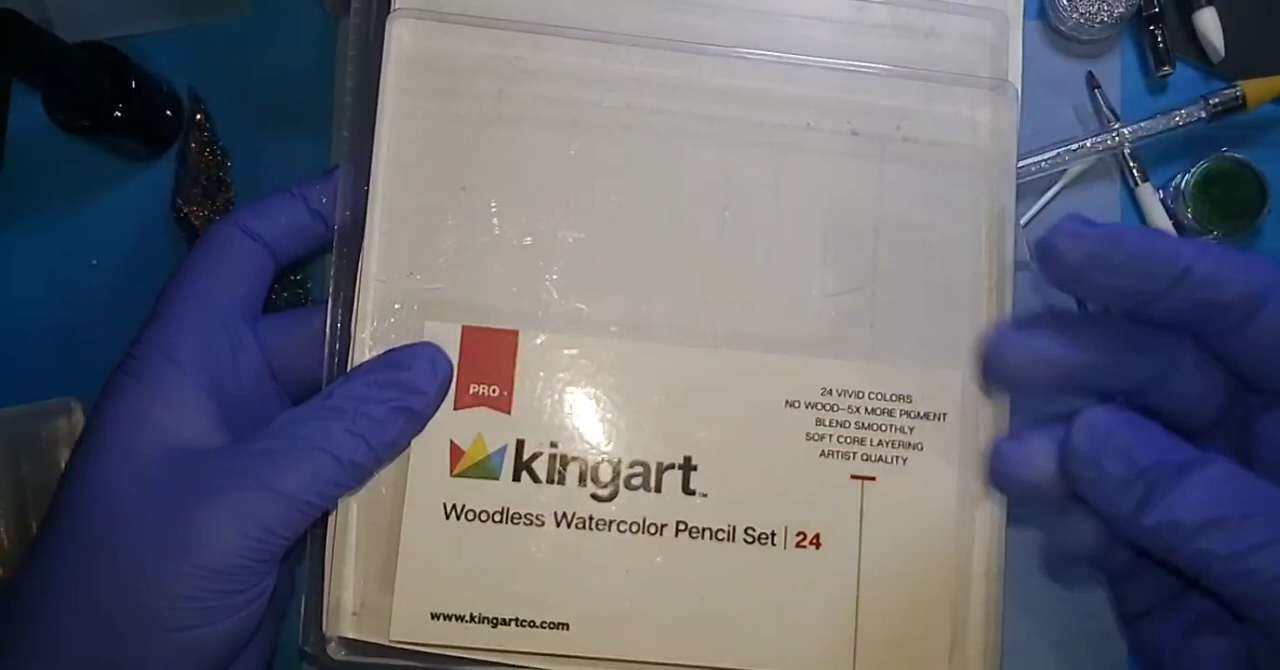 PRO
24 VIVID COLORS
NO WOOD–5X MORE PIGMENT
BLEND SMOOTHLY
SOFT CORE LAYERING
ARTIST QUALITY
kingart™
Woodless Watercolor Pencil Set | 24
www.kingartco.com